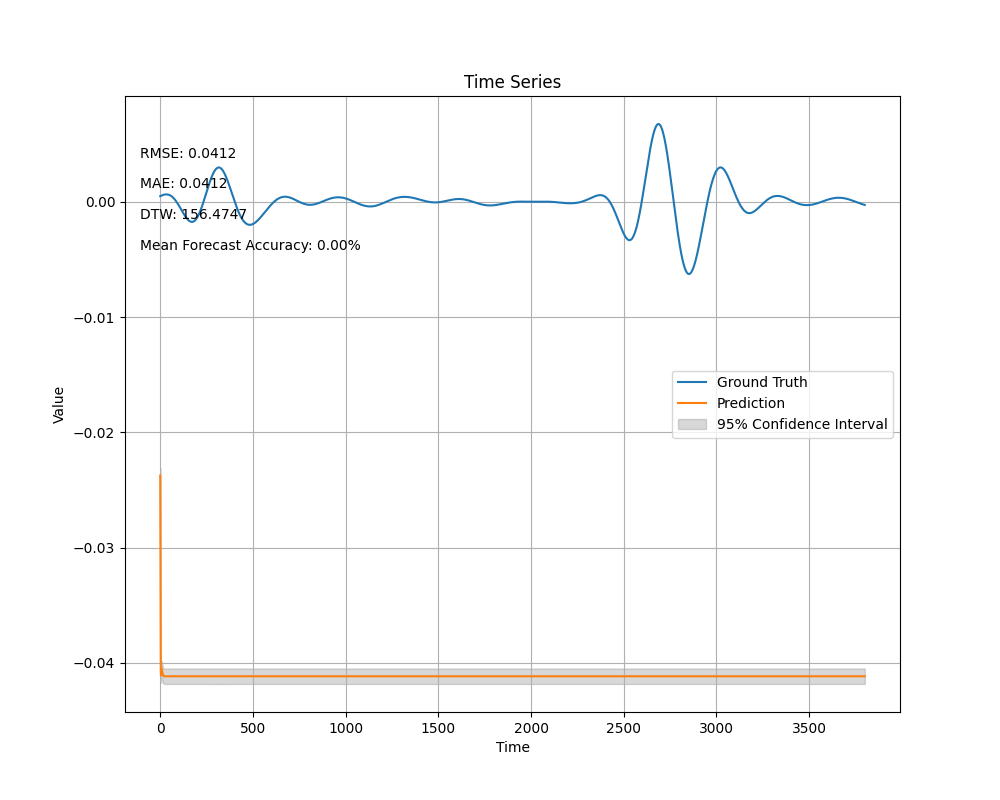 Time Series
RMSE: 0.0412
MAE: 0.0412
DTW: 156.4747
Mean Forecast Accuracy: 0.00%
0.00
−0.01
−0.02
−0.03
−0.04
Value
Ground Truth
Prediction
95% Confidence Interval
0 500 1000 1500 2000 2500 3000 3500
Time